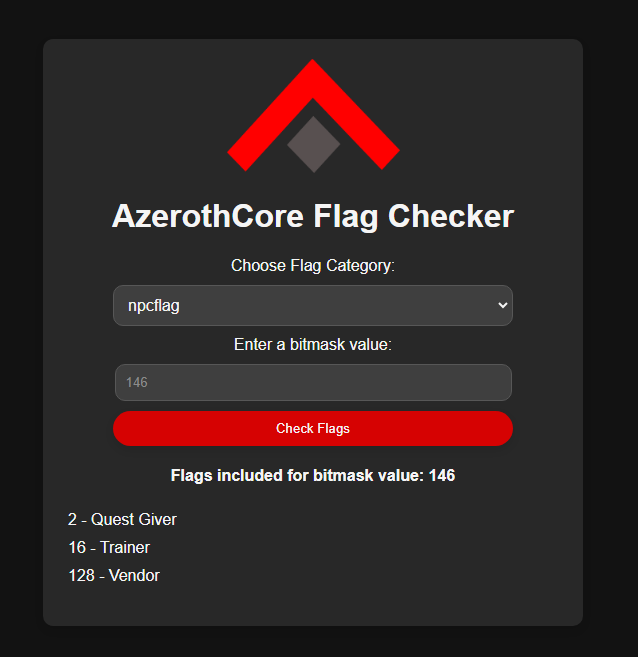 AzerothCore Flag Checker
Choose Flag Category:
npcflag
Enter a bitmask value:
146
Check Flags
Flags included for bitmask value: 146
2 - Quest Giver
16 - Trainer
128 - Vendor